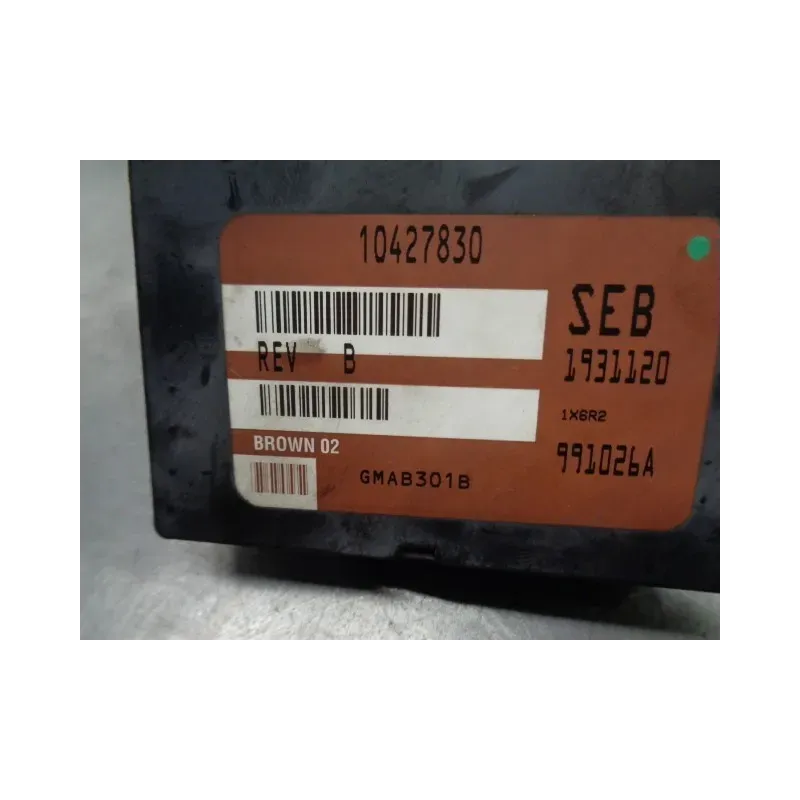 10427830
SEB
REV B
1931120
1X6R2
BROWN 02
991026A
GMAB301B